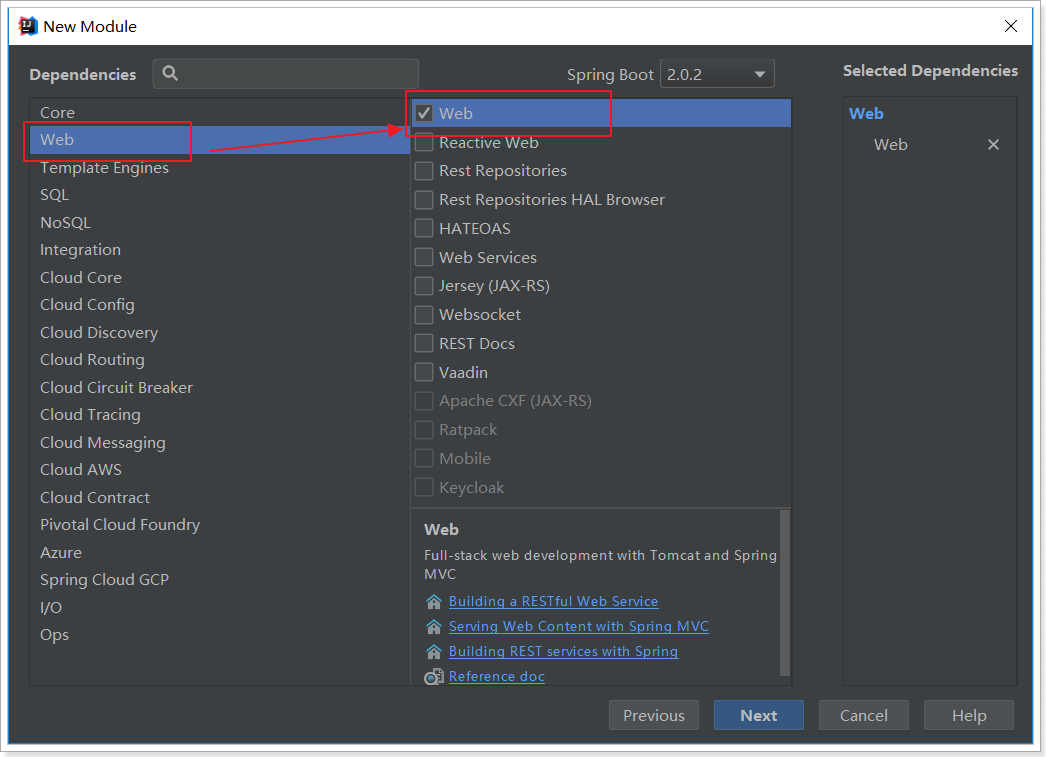 New Module
Dependencies
Spring Boot 2.0.2
Selected Dependencies
Core
Web
Template Engines
SQL
NoSQL
Integration
Cloud Core
Cloud Config
Cloud Discovery
Cloud Routing
Cloud Circuit Breaker
Cloud Tracing
Cloud Messaging
Cloud AWS
Cloud Contract
Pivotal Cloud Foundry
Azure
Spring Cloud GCP
I/O
Ops
Web
Reactive Web
Rest Repositories
Rest Repositories HAL Browser
HATEOAS
Web Services
Jersey (JAX-RS)
Websocket
REST Docs
Vaadin
Apache CXF (JAX-RS)
Ratpack
Mobile
Keycloak
Web
Full-stack web development with Tomcat and Spring
MVC
Building a RESTful Web Service
Serving Web Content with Spring MVC
Building REST services with Spring
Reference doc
Web
Web
Previous
Next
Cancel
Help